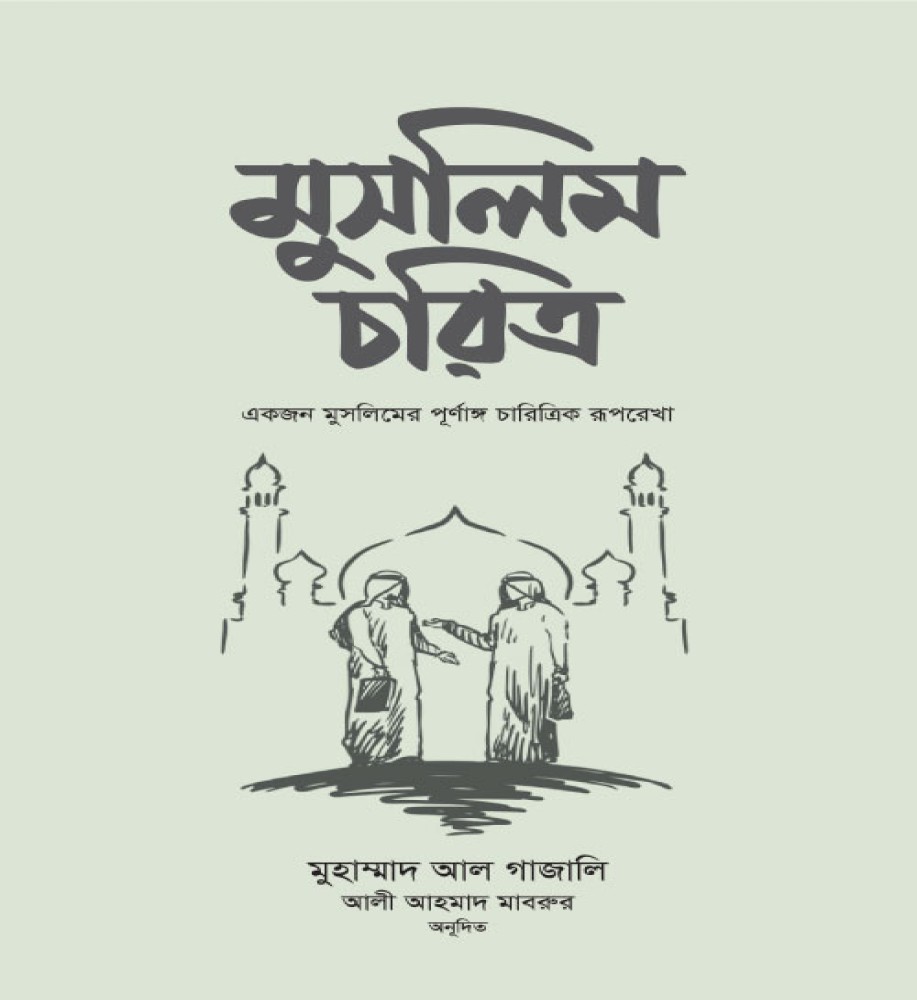 মুসলিম
চরিত্র
একজন মুসলিমের পূর্ণাঙ্গ চারিত্রিক রূপরেখা
মুহাম্মাদ আল গাজালি
আলী আহমাদ মাবরুর
অনূদিত